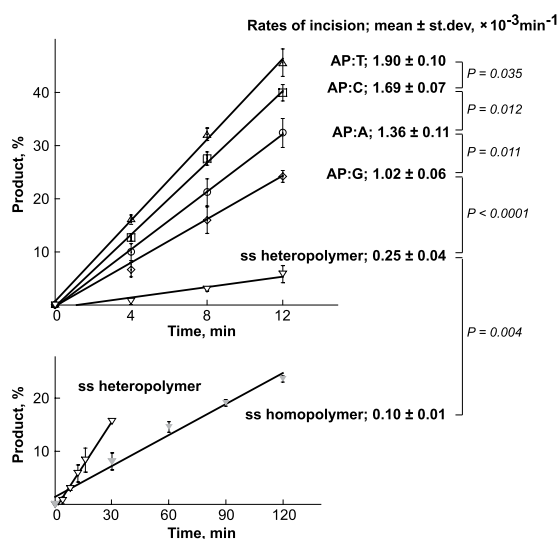 Rates of incision; mean ± st.dev, ×10⁻³min⁻¹
AP:T; 1.90 ± 0.10
P = 0.035
AP:C; 1.69 ± 0.07
P = 0.012
AP:A; 1.36 ± 0.11
P = 0.011
AP:G; 1.02 ± 0.06
P < 0.0001
ss heteropolymer; 0.25 ± 0.04
P = 0.004
ss homopolymer; 0.10 ± 0.01
Product, %
40
30
20
10
0 4 8 12
Time, min
ss heteropolymer
Product, %
20
10
0 30 60 90 120
Time, min